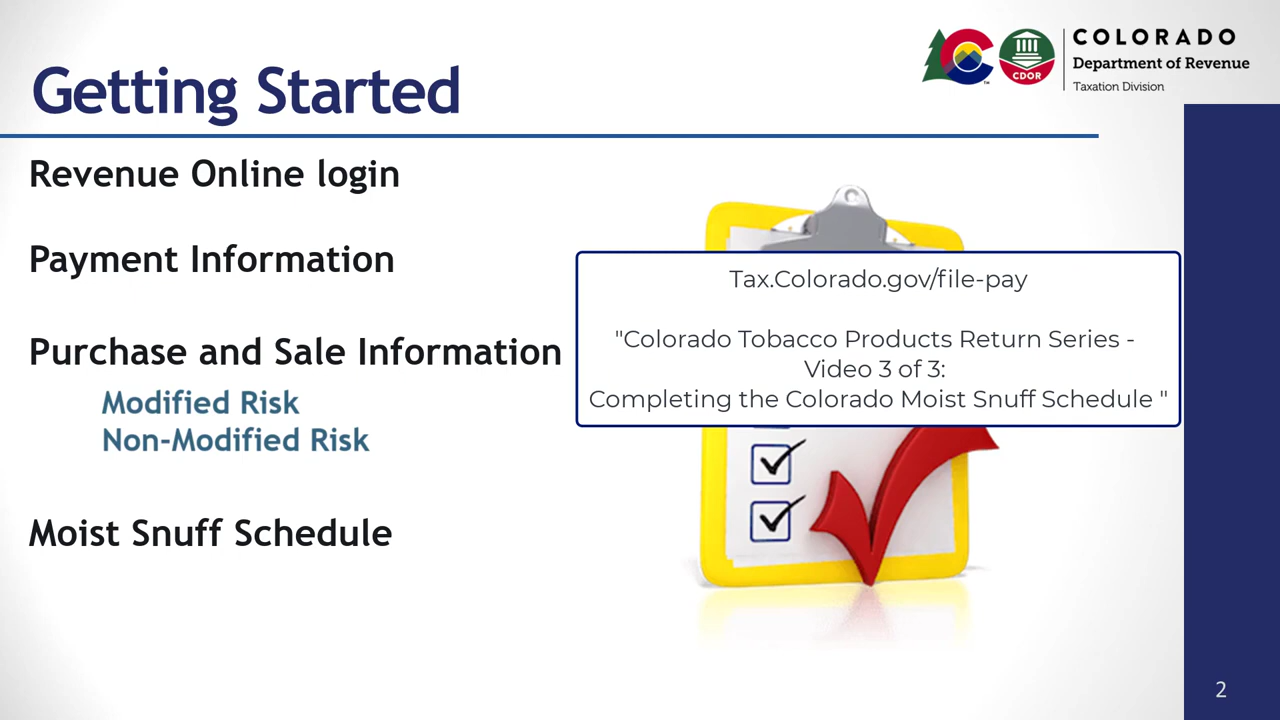 COLORADO
Department of Revenue
Taxation Division
CDOR
TM
Getting Started
Revenue Online login
Payment Information
Purchase and Sale Information
Modified Risk
Non-Modified Risk
Moist Snuff Schedule
Tax.Colorado.gov/file-pay
"Colorado Tobacco Products Return Series -
Video 3 of 3:
Completing the Colorado Moist Snuff Schedule "
2